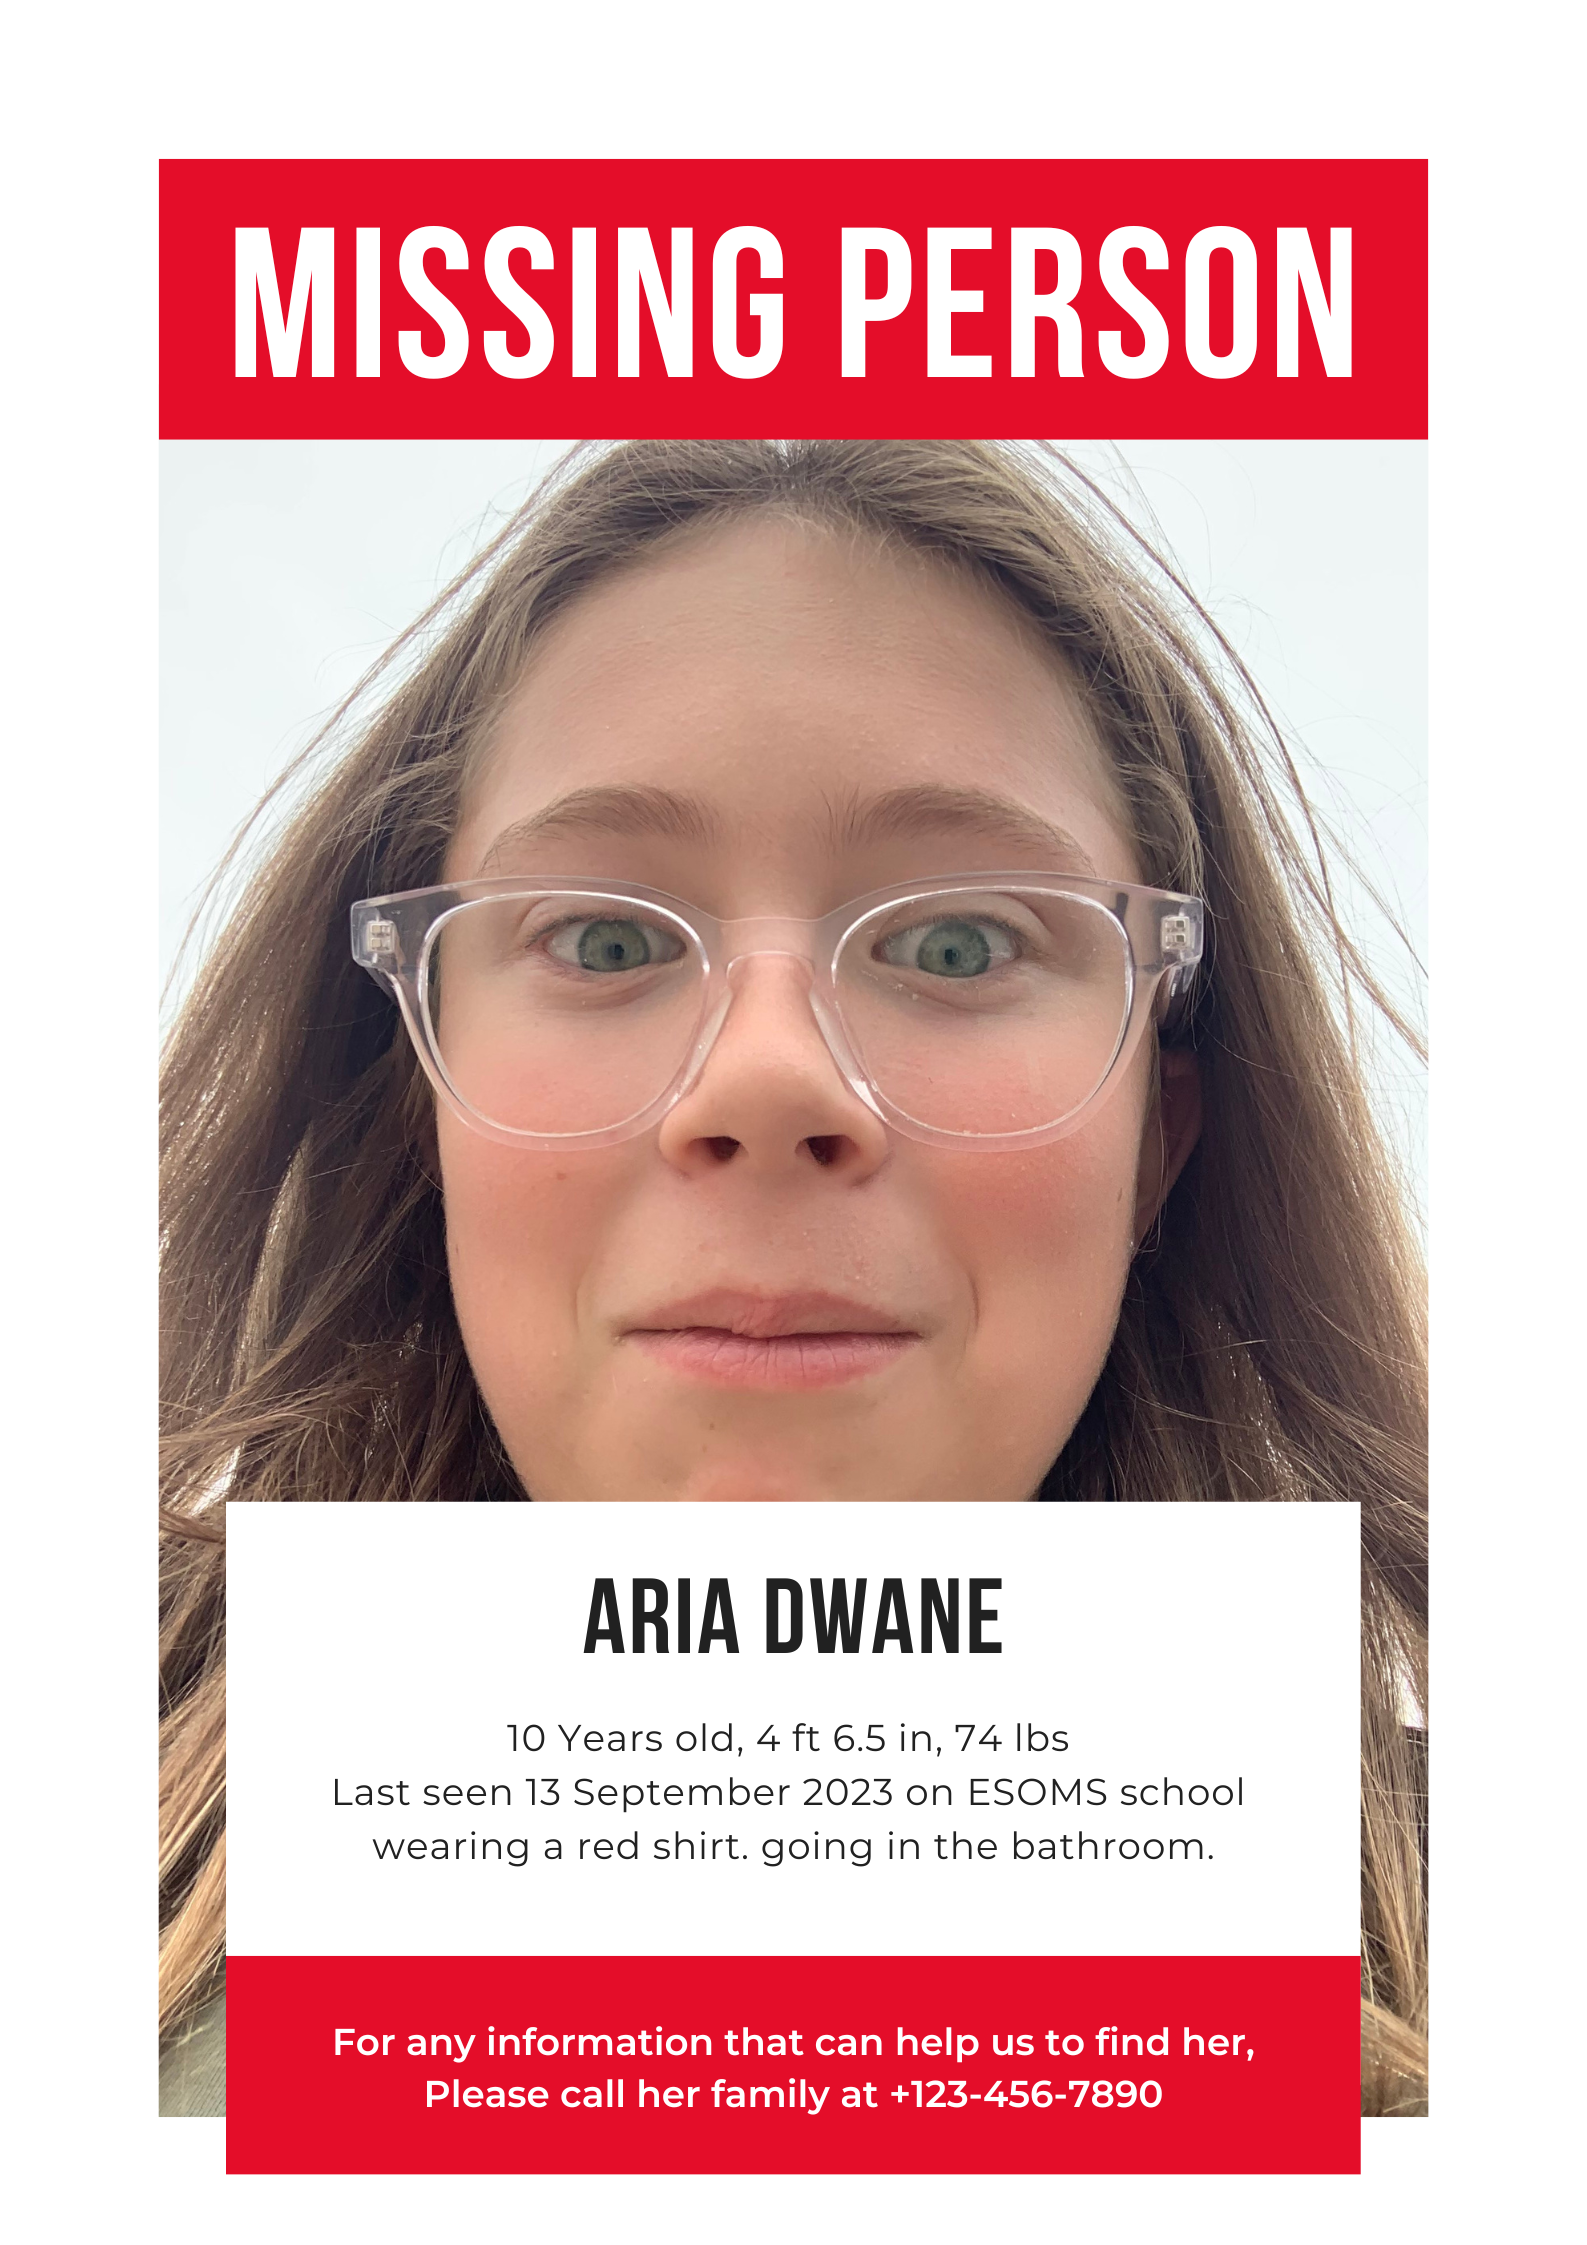 MISSING PERSON
ARIA DWANE
10 Years old, 4 ft 6.5 in, 74 lbs
Last seen 13 September 2023 on ESOMS school
wearing a red shirt. going in the bathroom.
For any information that can help us to find her,
Please call her family at +123-456-7890